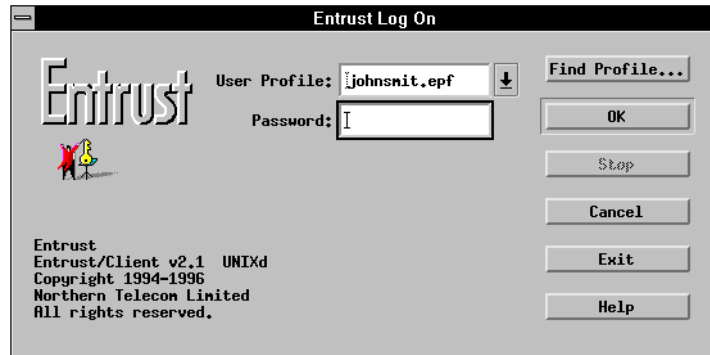 Entrust Log On
Entrust
User Profile: johnsmit.epf
Password:
Find Profile...
OK
Stop
Cancel
Exit
Help
Entrust
Entrust/Client v2.1 UNIXd
Copyright 1994-1996
Northern Telecom Limited
All rights reserved.